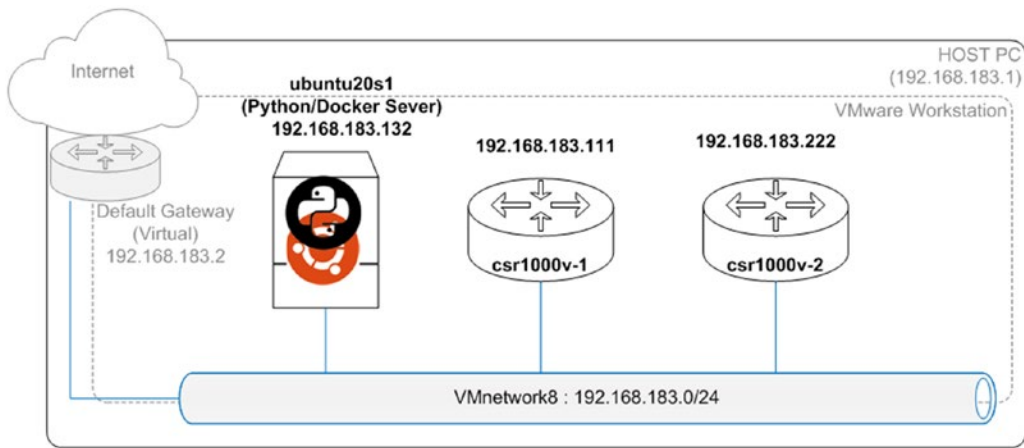 Internet
HOST PC
(192.168.183.1)
VMware Workstation
ubuntu20s1
(Python/Docker Sever)
192.168.183.132
192.168.183.111
192.168.183.222
Default Gateway
(Virtual)
192.168.183.2
csr1000v-1
csr1000v-2
VMnetwork8 : 192.168.183.0/24